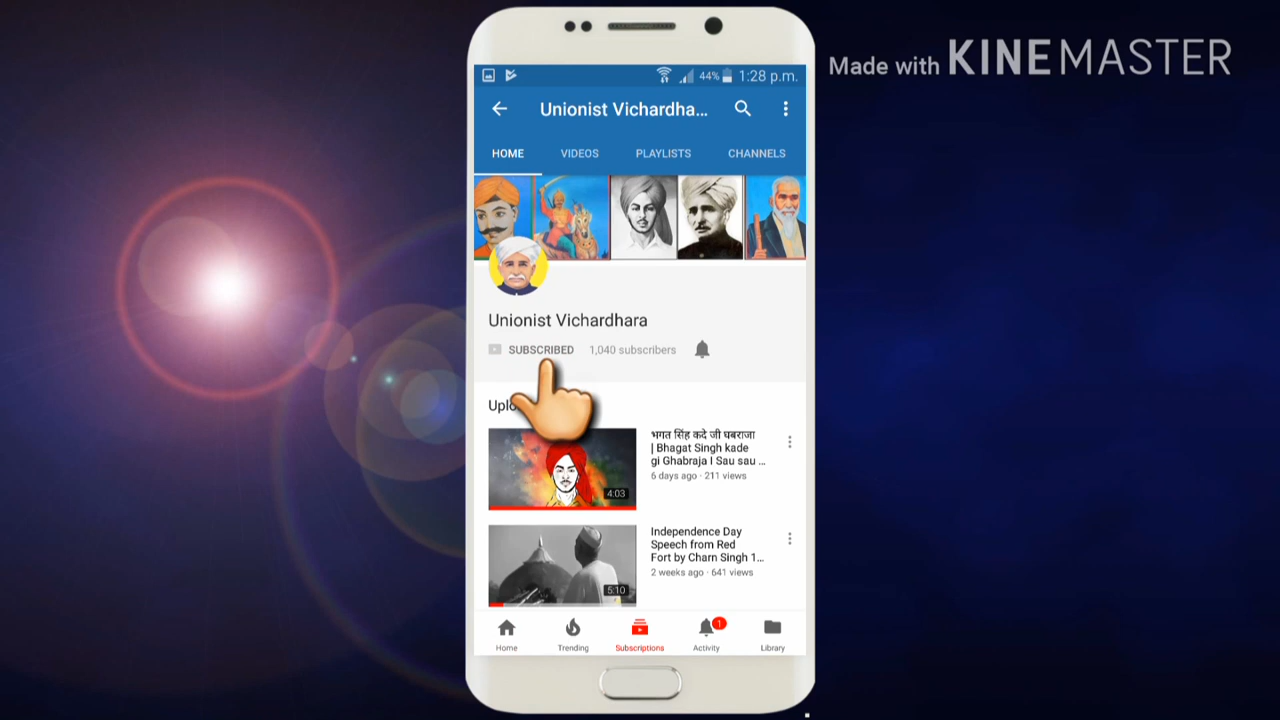 Made with KINEMASTER
44% 1:28 p.m.
Unionist Vichardha...
HOME VIDEOS PLAYLISTS CHANNELS
Unionist Vichardhara
SUBSCRIBED 1,040 subscribers
Uplo
भगत सिंह कदे जी घबराजा
| Bhagat Singh kade
gi Ghabraja I Sau sau ...
6 days ago · 211 views
4:03
Independence Day
Speech from Red
Fort by Charn Singh 1...
2 weeks ago · 641 views
5:10
1
Home Trending Subscriptions Activity Library